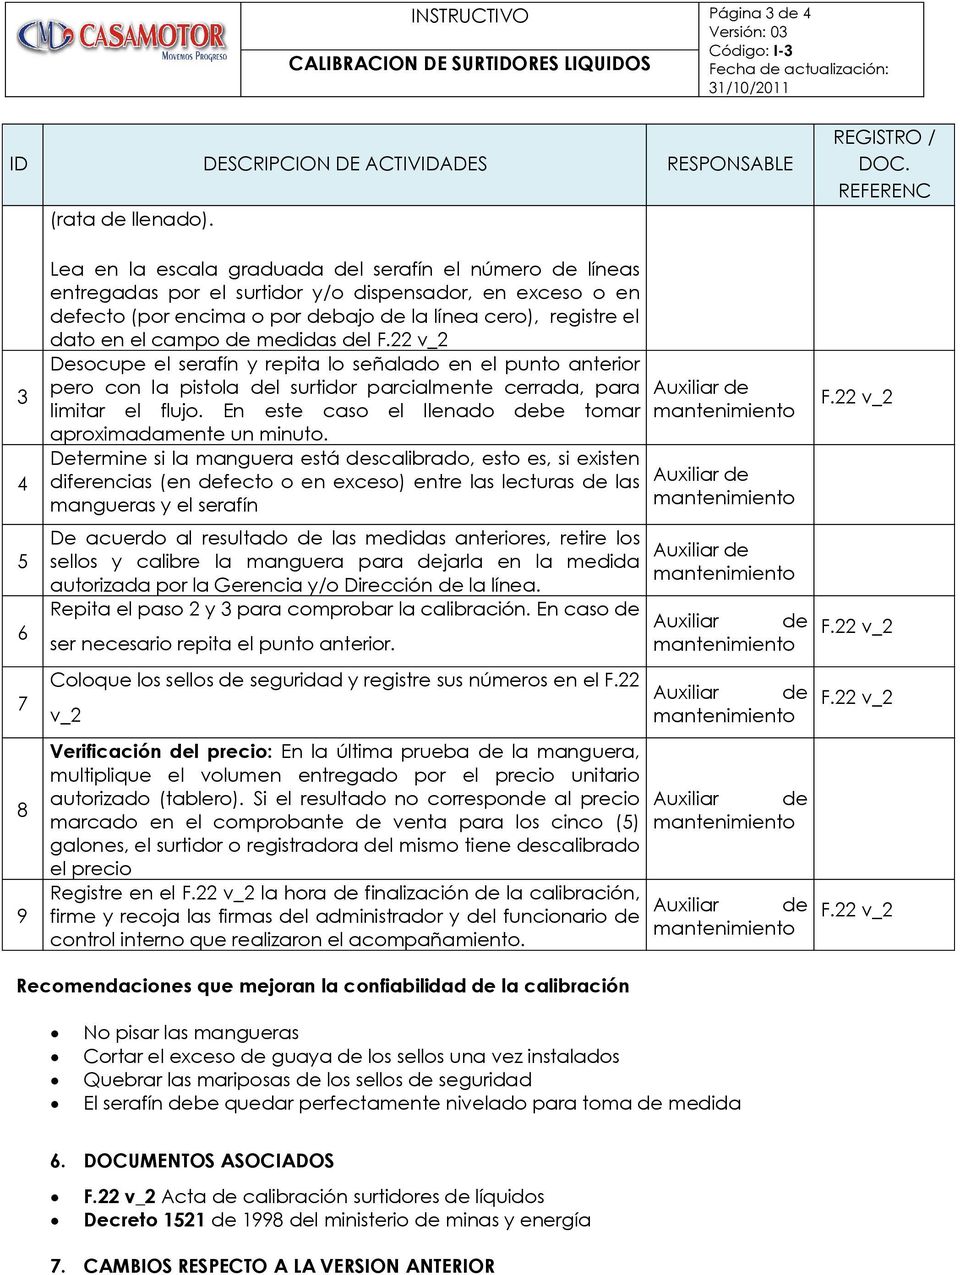 CASAMOTOR
MOVEMOS PROGRESO
INSTRUCTIVO
CALIBRACION DE SURTIDORES LIQUIDOS
Página 3 de 4
Versión: 03
Código: I-3
Fecha de actualización:
31/10/2011
ID
DESCRIPCION DE ACTIVIDADES
RESPONSABLE
REGISTRO /
DOC.
REFERENC
(rata de llenado).
Lea en la escala graduada del serafín el número de líneas
entregadas por el surtidor y/o dispensador, en exceso o en
defecto (por encima o por debajo de la línea cero), registre el
dato en el campo de medidas del F.22 v_2
3
Desocupe el serafín y repita lo señalado en el punto anterior
pero con la pistola del surtidor parcialmente cerrada, para
limitar el flujo. En este caso el llenado debe tomar
aproximadamente un minuto.
Auxiliar de
mantenimiento
F.22 v_2
4
Determine si la manguera está descalibrado, esto es, si existen
diferencias (en defecto o en exceso) entre las lecturas de las
mangueras y el serafín
Auxiliar de
mantenimiento
5
De acuerdo al resultado de las medidas anteriores, retire los
sellos y calibre la manguera para dejarla en la medida
autorizada por la Gerencia y/o Dirección de la línea.
Auxiliar de
mantenimiento
6
Repita el paso 2 y 3 para comprobar la calibración. En caso de
ser necesario repita el punto anterior.
Auxiliar de
mantenimiento
F.22 v_2
7
Coloque los sellos de seguridad y registre sus números en el F.22
v_2
Auxiliar de
mantenimiento
F.22 v_2
8
Verificación del precio: En la última prueba de la manguera,
multiplique el volumen entregado por el precio unitario
autorizado (tablero). Si el resultado no corresponde al precio
marcado en el comprobante de venta para los cinco (5)
galones, el surtidor o registradora del mismo tiene descalibrado
el precio
Auxiliar de
mantenimiento
9
Registre en el F.22 v_2 la hora de finalización de la calibración,
firme y recoja las firmas del administrador y del funcionario de
control interno que realizaron el acompañamiento.
Auxiliar de
mantenimiento
F.22 v_2
Recomendaciones que mejoran la confiabilidad de la calibración
• No pisar las mangueras
• Cortar el exceso de guaya de los sellos una vez instalados
• Quebrar las mariposas de los sellos de seguridad
• El serafín debe quedar perfectamente nivelado para toma de medida
6. DOCUMENTOS ASOCIADOS
• F.22 v_2 Acta de calibración surtidores de líquidos
• Decreto 1521 de 1998 del ministerio de minas y energía
7. CAMBIOS RESPECTO A LA VERSION ANTERIOR